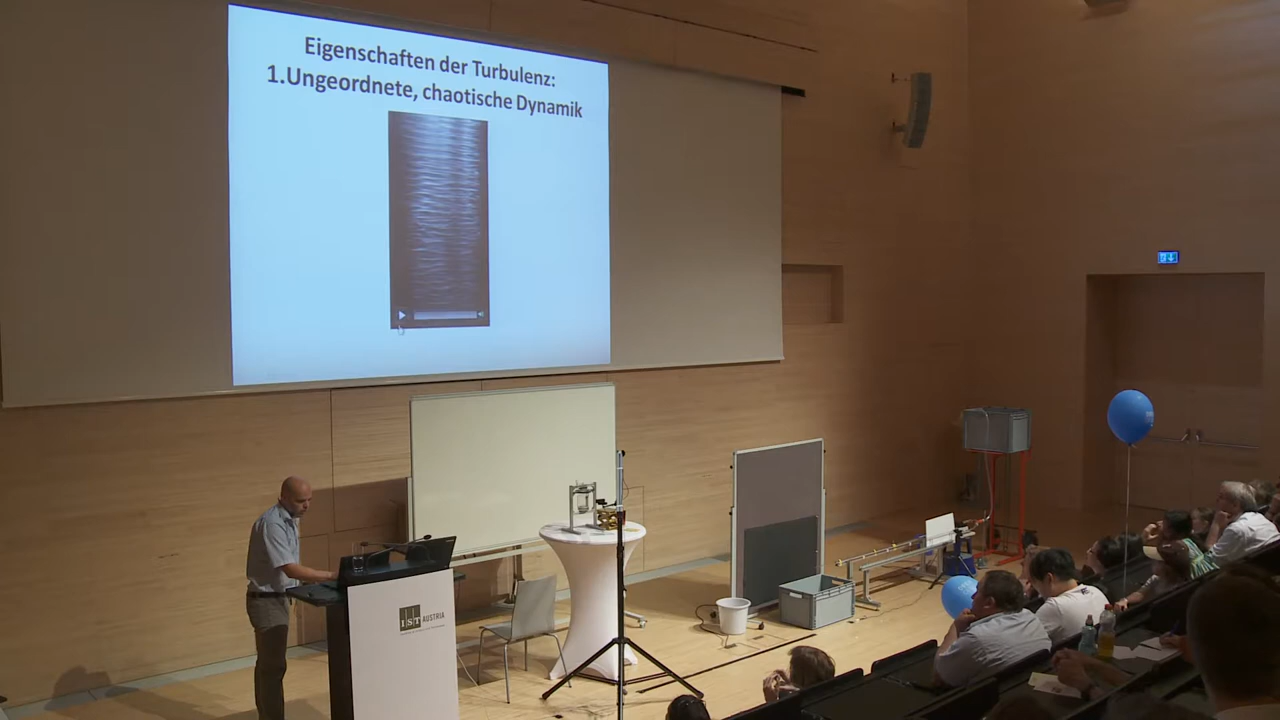 Eigenschaften der Turbulenz:
1.Ungeordnete, chaotische Dynamik
IST AUSTRIA